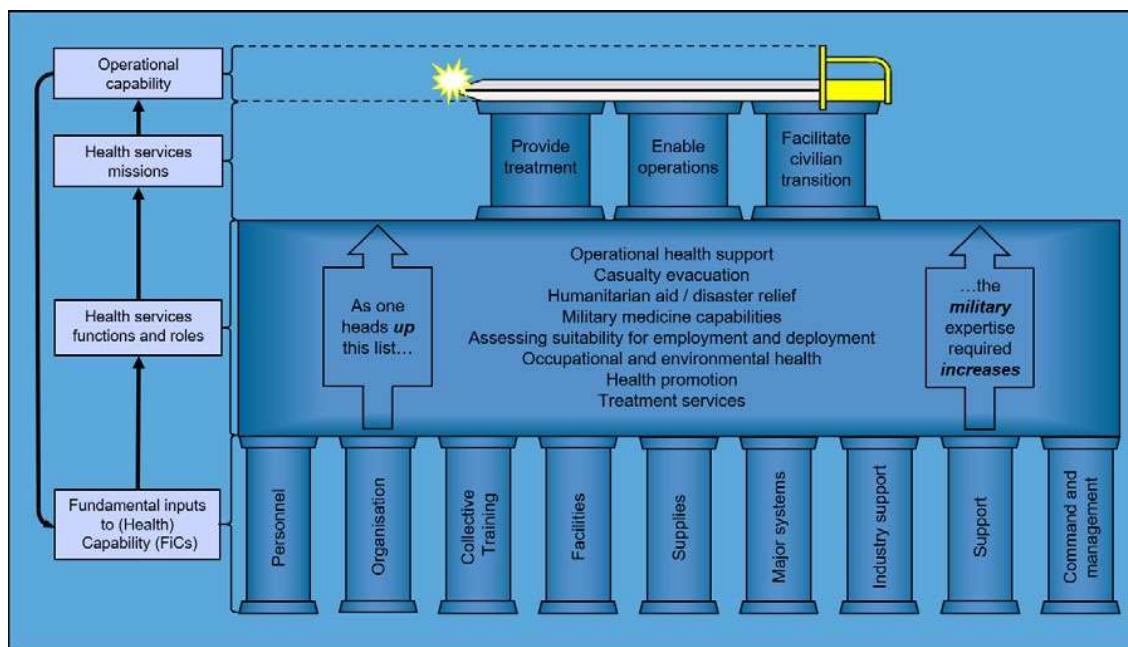 Operational
capability
Health services
missions
Health services
functions and roles
Fundamental inputs
to (Health)
Capability (FiCs)
Provide
treatment
Enable
operations
Facilitate
civilian
transition
As one
heads up
this list…
Operational health support
Casualty evacuation
Humanitarian aid / disaster relief
Military medicine capabilities
Assessing suitability for employment and deployment
Occupational and environmental health
Health promotion
Treatment services
…the
military
expertise
required
increases
Personnel
Organisation
Collective
Training
Facilities
Supplies
Major systems
Industry support
Support
Command and
management